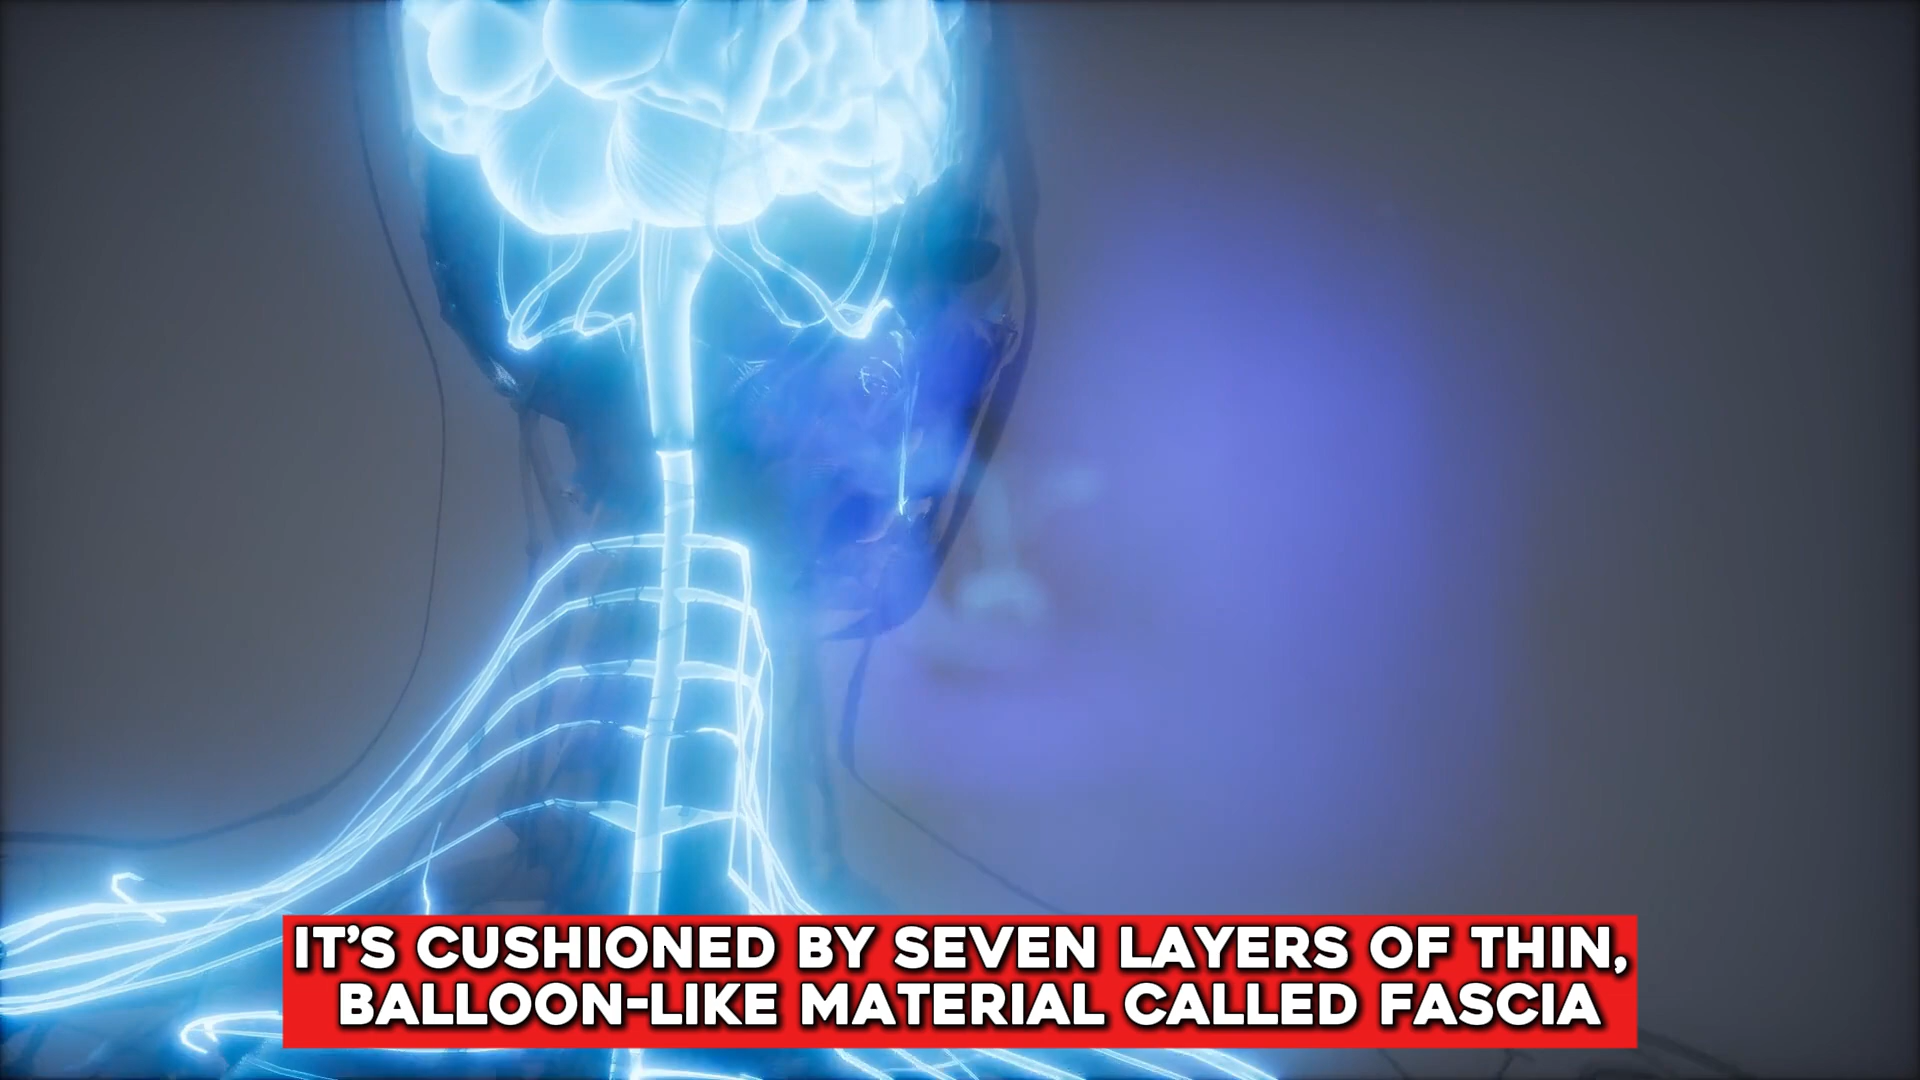 IT'S CUSHIONED BY SEVEN LAYERS OF THIN,
BALLOON-LIKE MATERIAL CALLED FASCIA